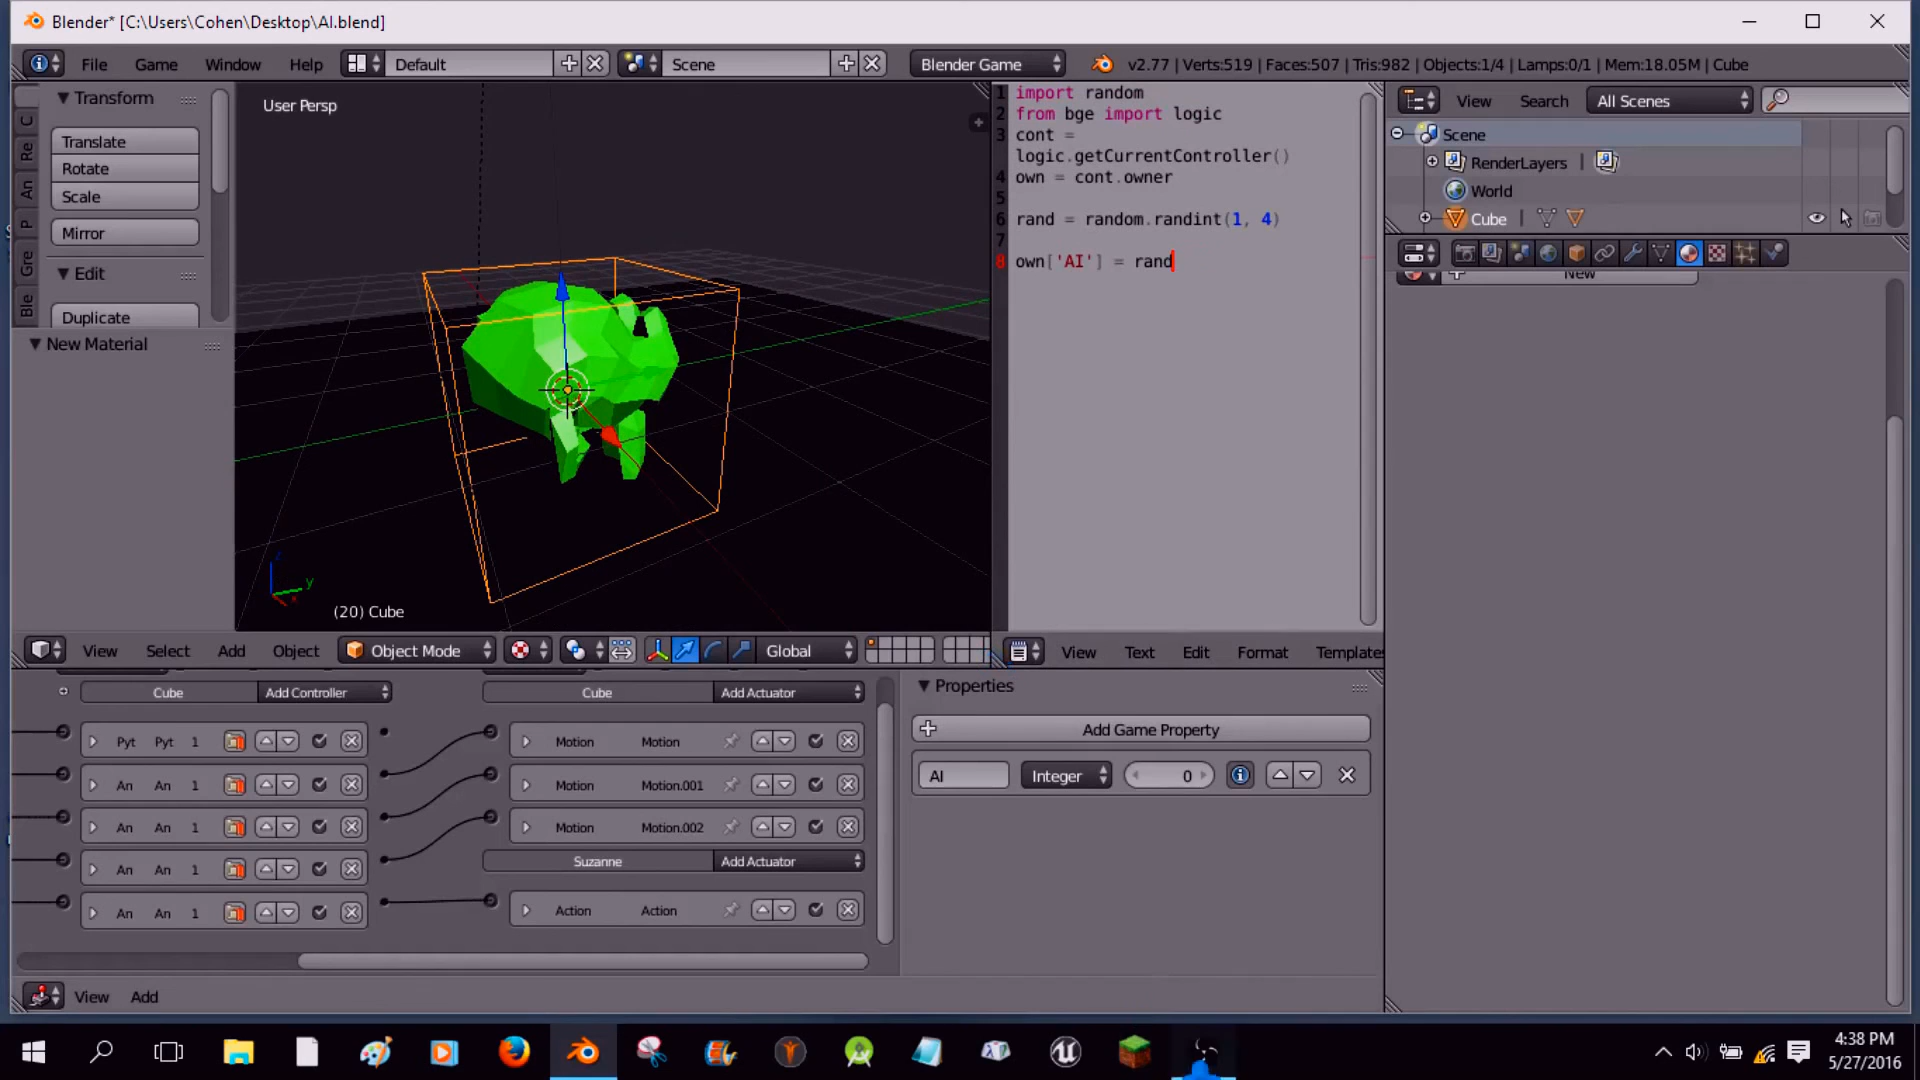 Blender* [C:\Users\Cohen\Desktop\AI.blend]
File Game Window Help Default Scene Blender Game v2.77 | Verts:519 | Faces:507 | Tris:982 | Objects:1/4 | Lamps:0/1 | Mem:18.05M | Cube
Transform
Translate
Rotate
Scale
Mirror
Edit
Duplicate
New Material
C
Re
An
P
Gre
Ble
User Persp
z
y
x
(20) Cube
1 import random
2 from bge import logic
3 cont =
logic.getCurrentController()
4 own = cont.owner
5
6 rand = random.randint(1, 4)
7
8 own['AI'] = rand
View Search All Scenes
Scene
RenderLayers |
World
Cube |
New
View Select Add Object Object Mode Global
View Text Edit Format Templates
Cube Add Controller
Pyt Pyt 1
An An 1
An An 1
An An 1
An An 1
Cube Add Actuator
Motion Motion
Motion Motion.001
Motion Motion.002
Suzanne Add Actuator
Action Action
Properties
Add Game Property
AI Integer 0
View Add
4:38 PM
5/27/2016